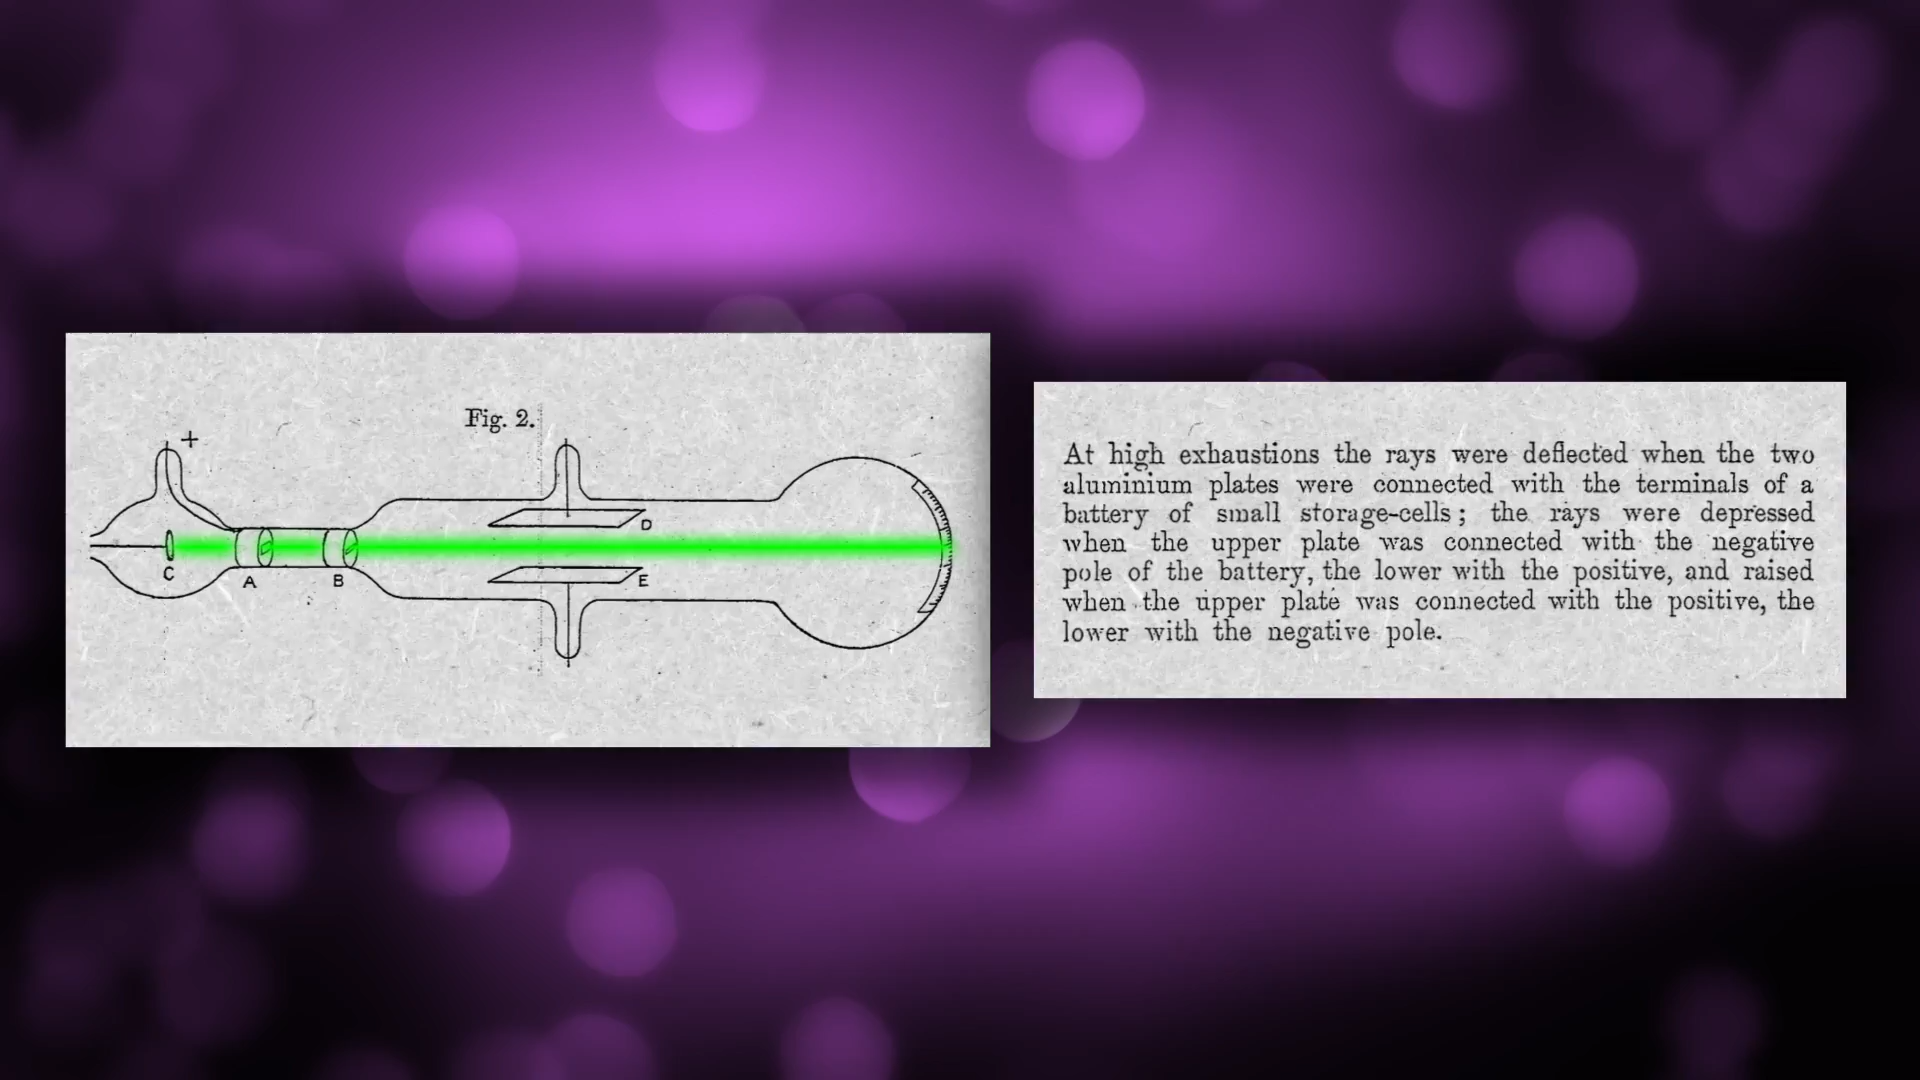 Fig. 2.
+
D
C
A
B
E
At high exhaustions the rays were deflected when the two
aluminium plates were connected with the terminals of a
battery of small storage-cells; the rays were depressed
when the upper plate was connected with the negative
pole of the battery, the lower with the positive, and raised
when the upper plate was connected with the positive, the
lower with the negative pole.